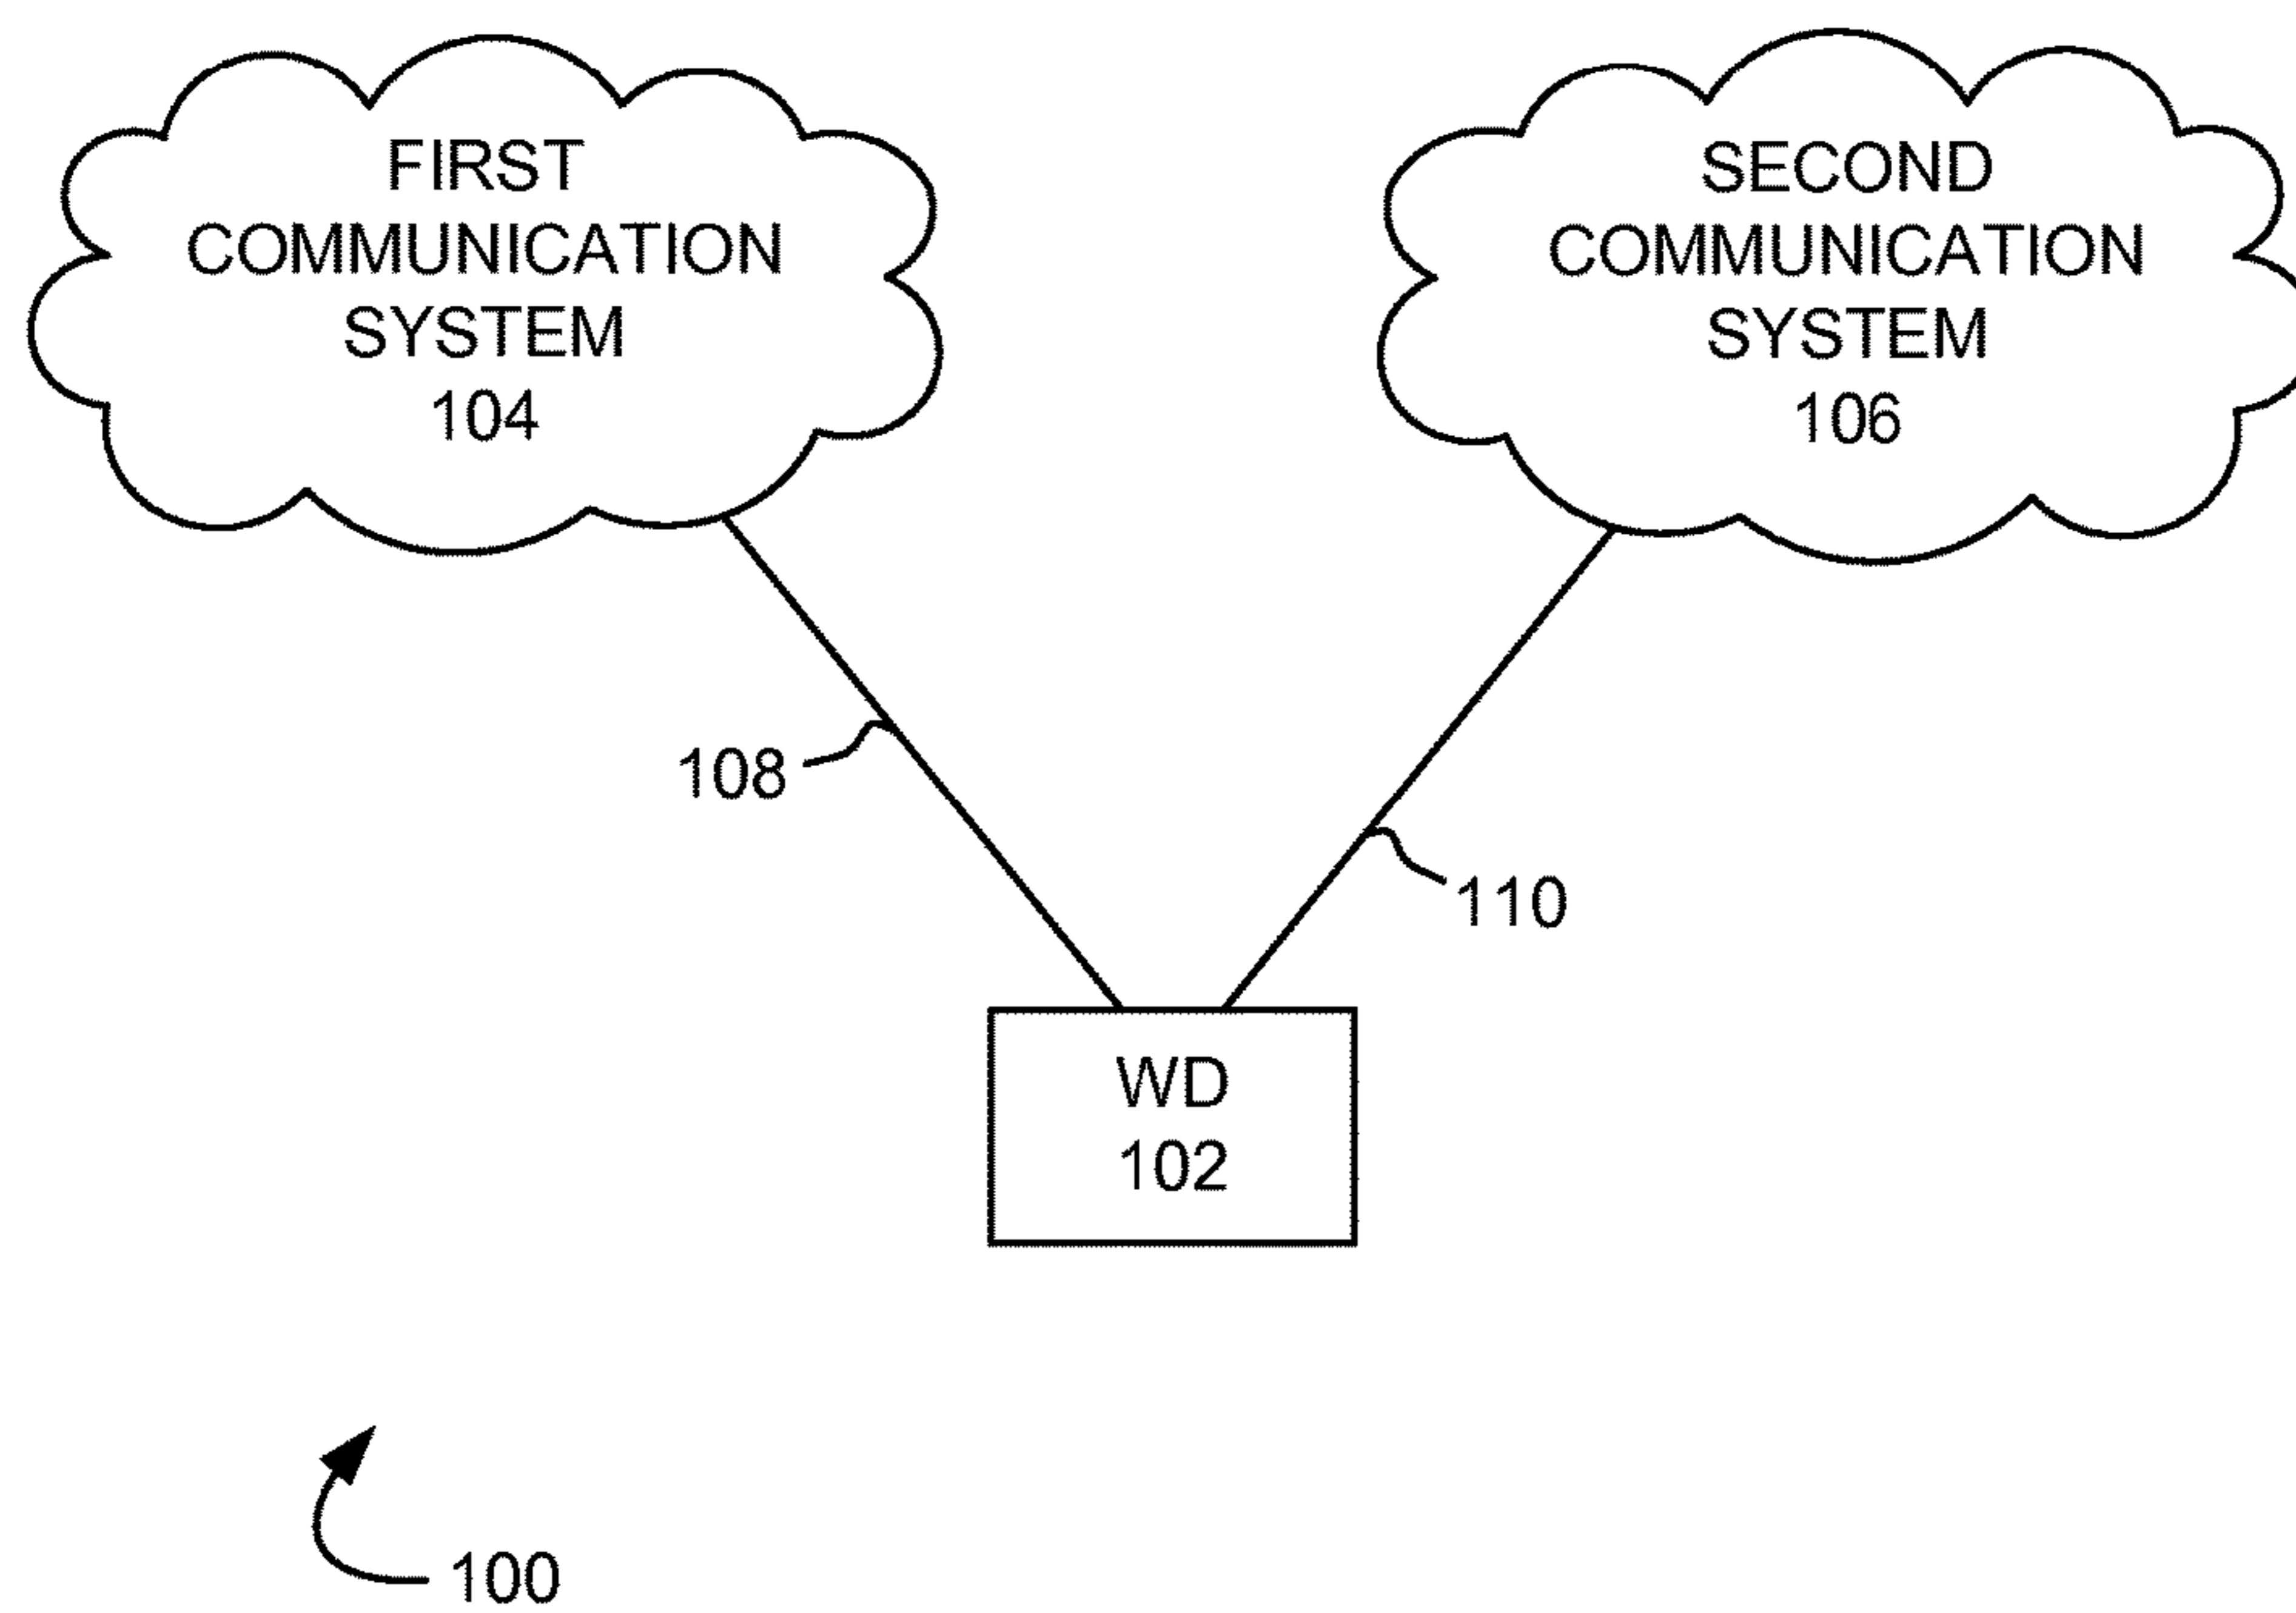 FIRST
COMMUNICATION
SYSTEM
104
SECOND
COMMUNICATION
SYSTEM
106
108
110
WD
102
100